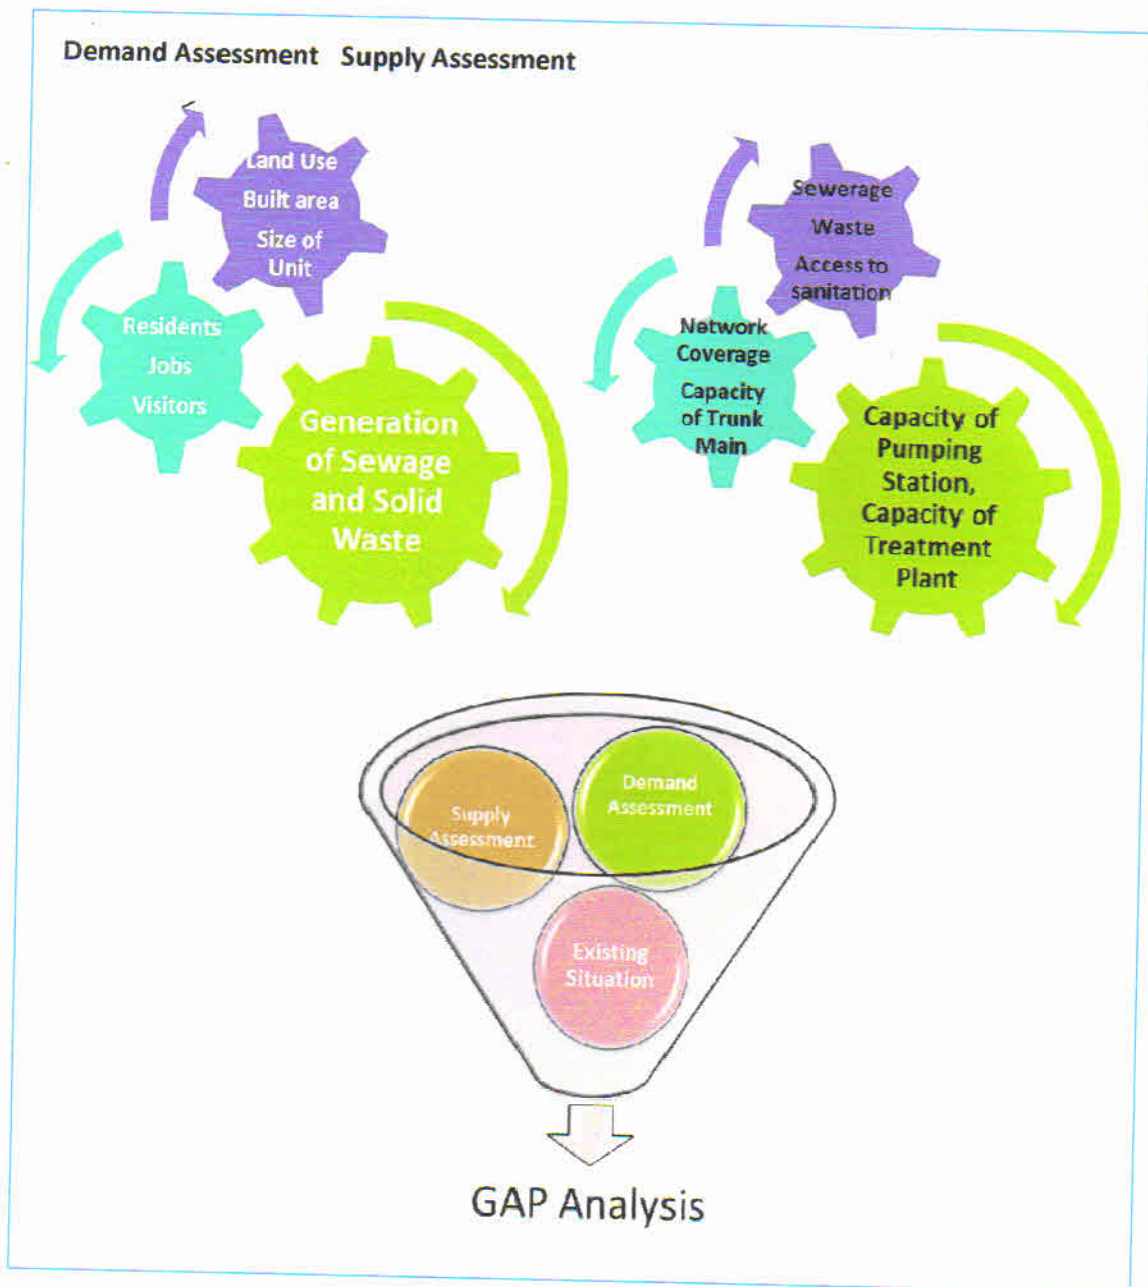 Demand Assessment Supply Assessment
Land Use
Built area
Size of
Unit
Residents
Jobs
Visitors
Generation
of Sewage
and Solid
Waste
Sewerage
Waste
Access to
sanitation
Network
Coverage
Capacity
of Trunk
Main
Capacity of
Pumping
Station,
Capacity of
Treatment
Plant
Supply
Assessment
Demand
Assessment
Existing
Situation
GAP Analysis